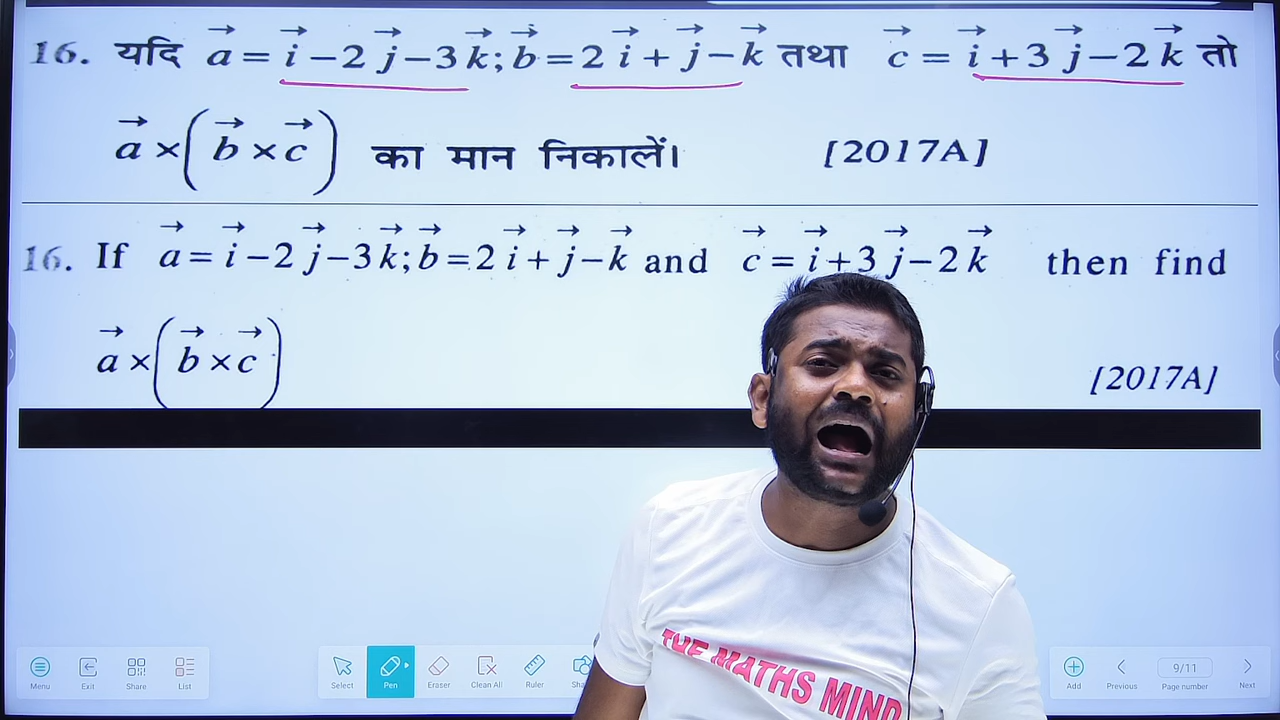 16. यदि a⃗ = i⃗ − 2 j⃗ − 3 k⃗; b⃗ = 2 i⃗ + j⃗ − k⃗ तथा c⃗ = i⃗ + 3 j⃗ − 2 k⃗ तो
a⃗ × (b⃗ × c⃗) का मान निकालें। [2017A]
16. If a⃗ = i⃗ − 2 j⃗ − 3 k⃗; b⃗ = 2 i⃗ + j⃗ − k⃗ and c⃗ = i⃗ + 3 j⃗ − 2 k⃗ then find
a⃗ × (b⃗ × c⃗) [2017A]
THE MATHS MIND
Menu Exit Share List Select Pen Eraser Clean All Ruler Sha Add Previous 9/11 Page number Next